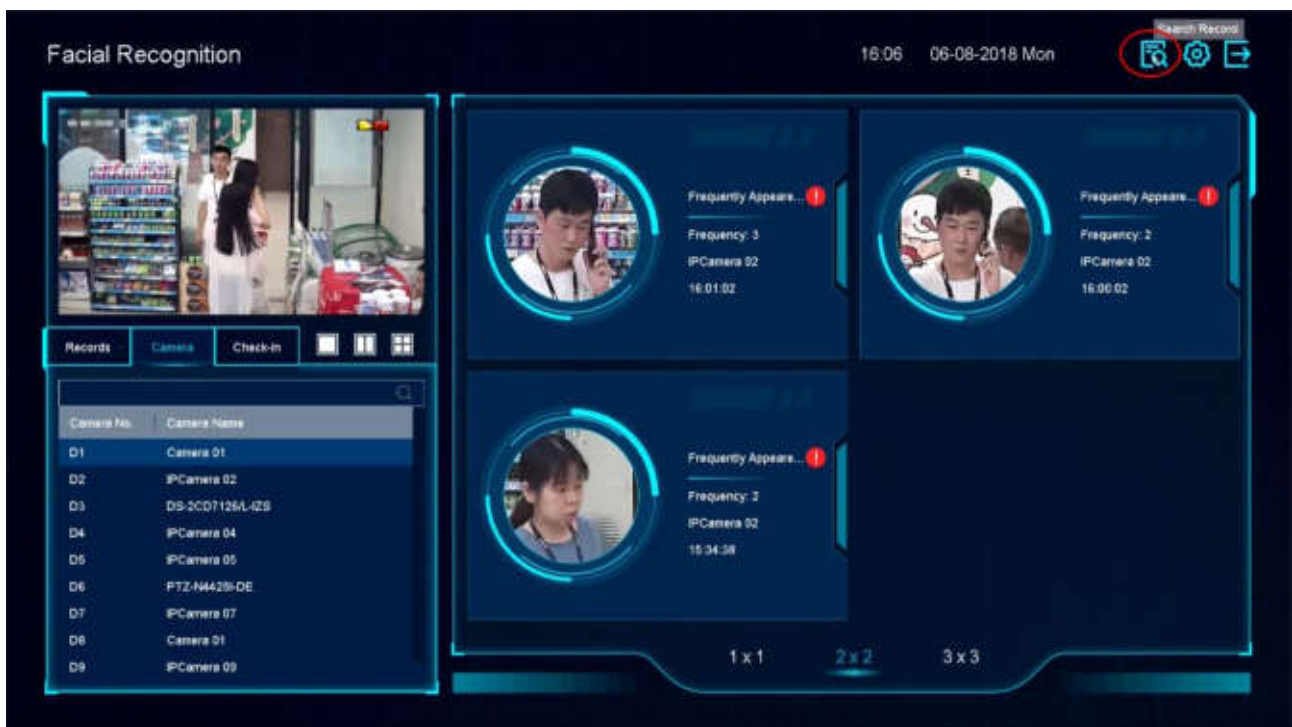 Search Record
Facial Recognition
16:06 06-08-2018 Mon
Frequently Appeare...
Frequency: 3
IPCamera 02
16:01:02
Frequently Appeare...
Frequency: 2
IPCamera 02
16:00:02
Records Camera Check-in
Camera No. Camera Name
D1 Camera 01
D2 IPCamera 02
D3 DS-2CD7126/L-IZS
D4 IPCamera 04
D5 IPCamera 05
D6
D7 IPCamera 07
D8 Camera 01
D9 IPCamera 09
Frequently Appeare...
Frequency: 2
IPCamera 02
15:34:38
1 x 1 2 x 2 3 x 3